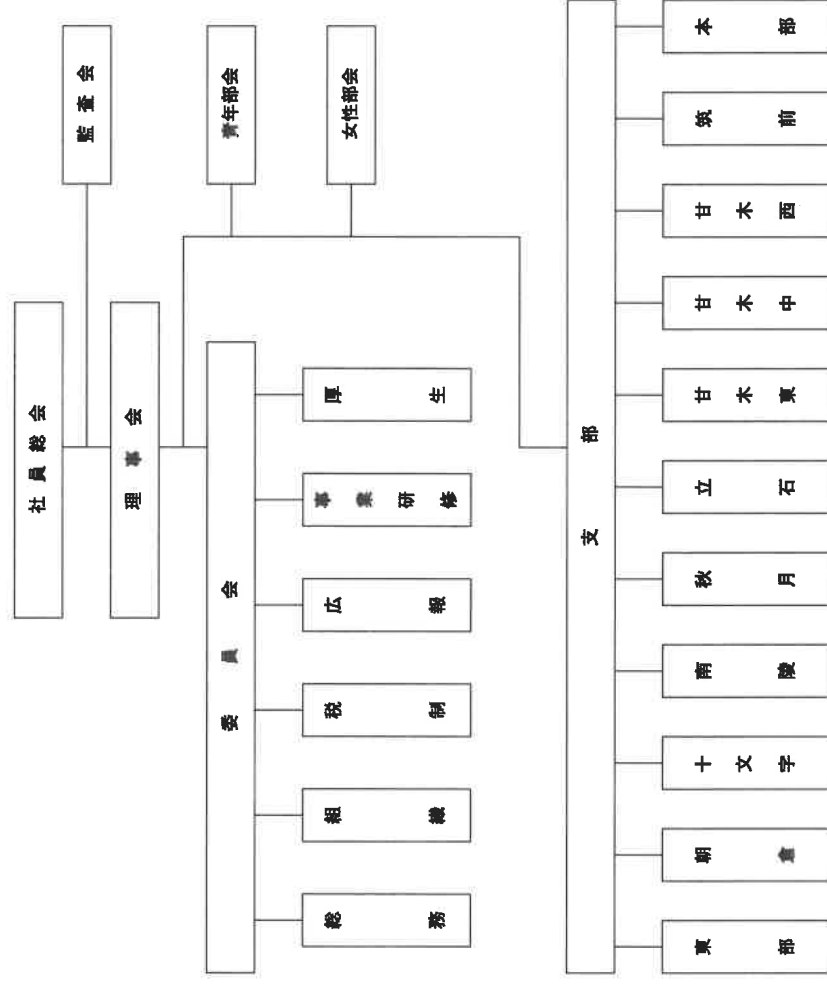 社員総会
監査会
理事会
青年部会
女性部会
委員会
総務
組織
税制
広報
事業研修
厚生
支部
東部
朝倉
十文字
南陵
秋月
立石
甘木東
甘木中
甘木西
筑前
本部